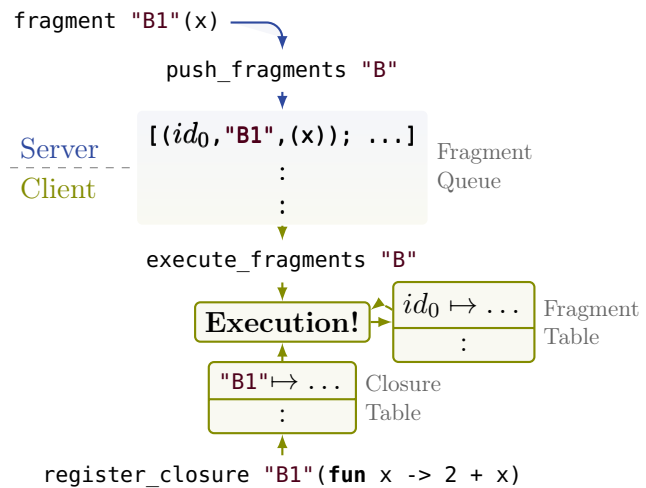 fragment "B1"(x)
push_fragments "B"
[(id₀,"B1",(x)); ...]
:
:
Fragment
Queue
Server
Client
execute_fragments "B"
Execution!
id₀ ↦ ...
:
Fragment
Table
"B1"↦ ...
:
Closure
Table
register_closure "B1"(fun x -> 2 + x)